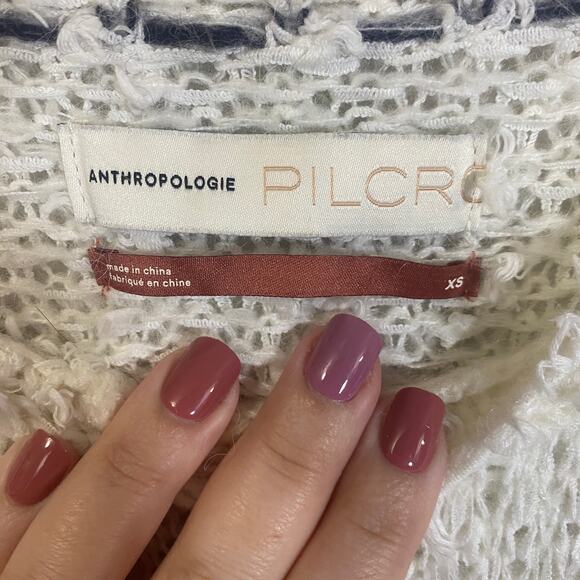 ANTHROPOLOGIE PILCRO
made in china
fabriqué en chine
XS